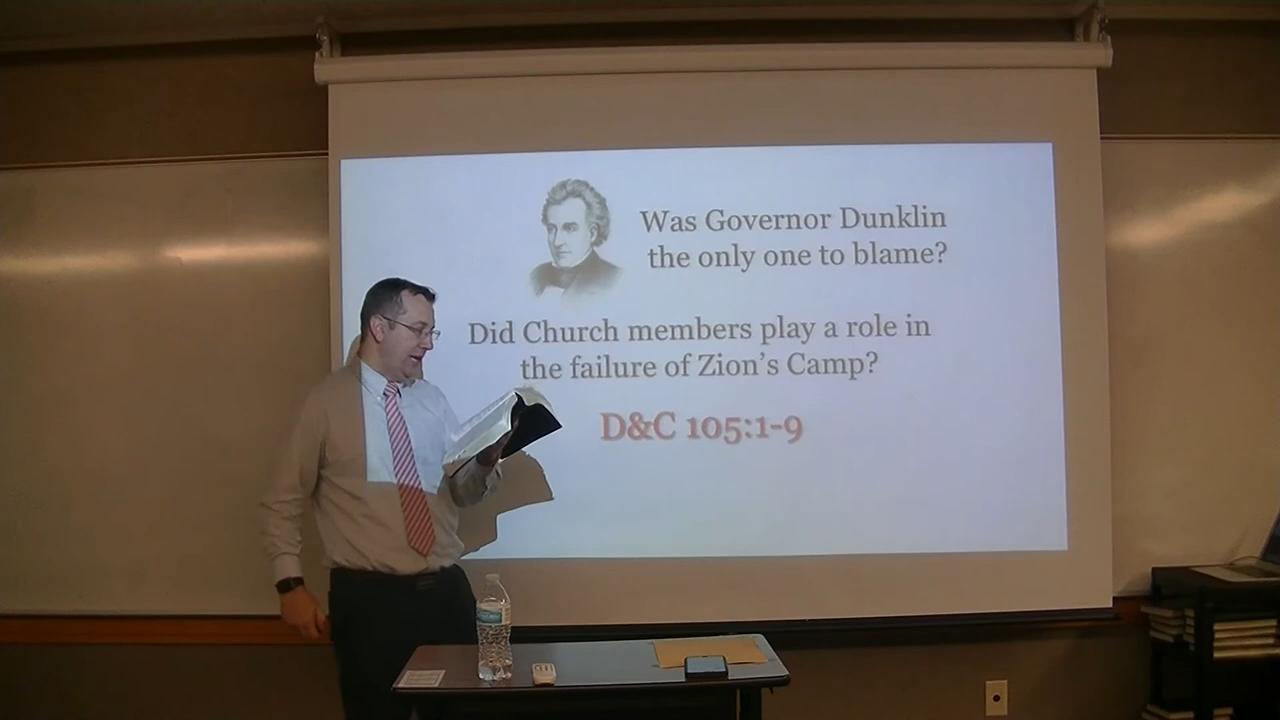 Was Governor Dunklin
the only one to blame?
Did Church members play a role in
the failure of Zion's Camp?
D&C 105:1-9